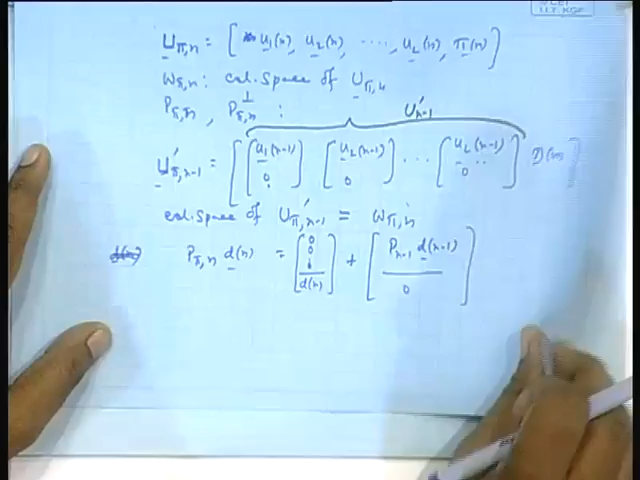 I.I.T. KGP
U_{π,n} = [ u_1(n), u_2(n), ....., u_L(n), π(n) ]
W_{π,n} : col. space of U_{π,n}
P_{π,n} , P^⊥_{π,n} :
U'_{n-1}
U'_{π,n-1} = [ [ u_1(n-1) 0 ] [ u_2(n-1) 0 ] ... [ u_L(n-1) 0 ] π(n) ]
col. space of U'_{π,n-1} = W_{π,n}
P_{π,n} d(n) = [ 0 0 : d(n) ] + [ P_{n-1} d(n-1) 0 ]